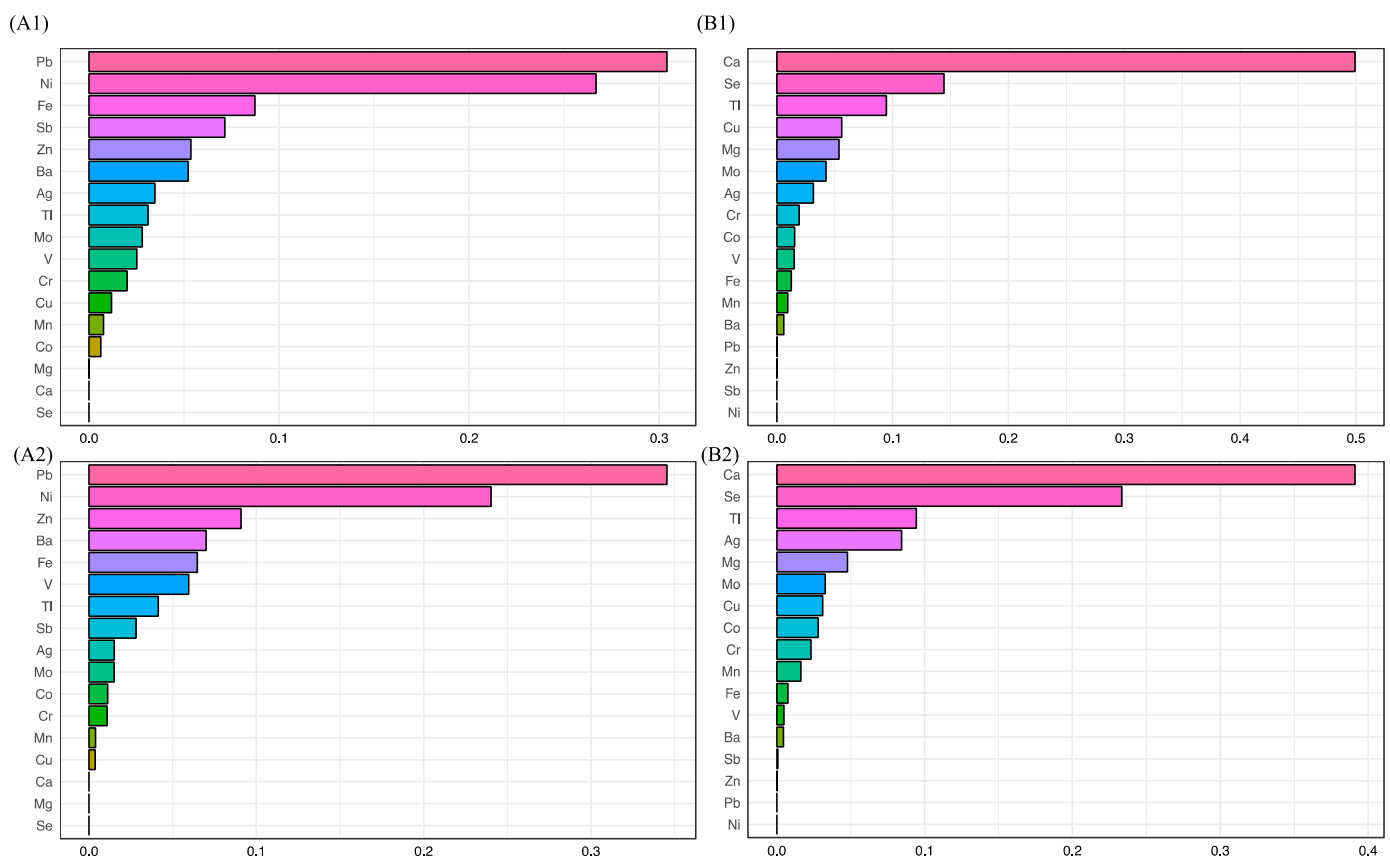 (A1)
Pb
Ni
Fe
Sb
Zn
Ba
Ag
Tl
Mo
V
Cr
Cu
Mn
Co
Mg
Ca
Se
0.0 0.1 0.2 0.3
(B1)
Ca
Se
Tl
Cu
Mg
Mo
Ag
Cr
Co
V
Fe
Mn
Ba
Pb
Zn
Sb
Ni
0.0 0.1 0.2 0.3 0.4 0.5
(A2)
Pb
Ni
Zn
Ba
Fe
V
Tl
Sb
Ag
Mo
Co
Cr
Mn
Cu
Ca
Mg
Se
0.0 0.1 0.2 0.3
(B2)
Ca
Se
Tl
Ag
Mg
Mo
Cu
Co
Cr
Mn
Fe
V
Ba
Sb
Zn
Pb
Ni
0.0 0.1 0.2 0.3 0.4